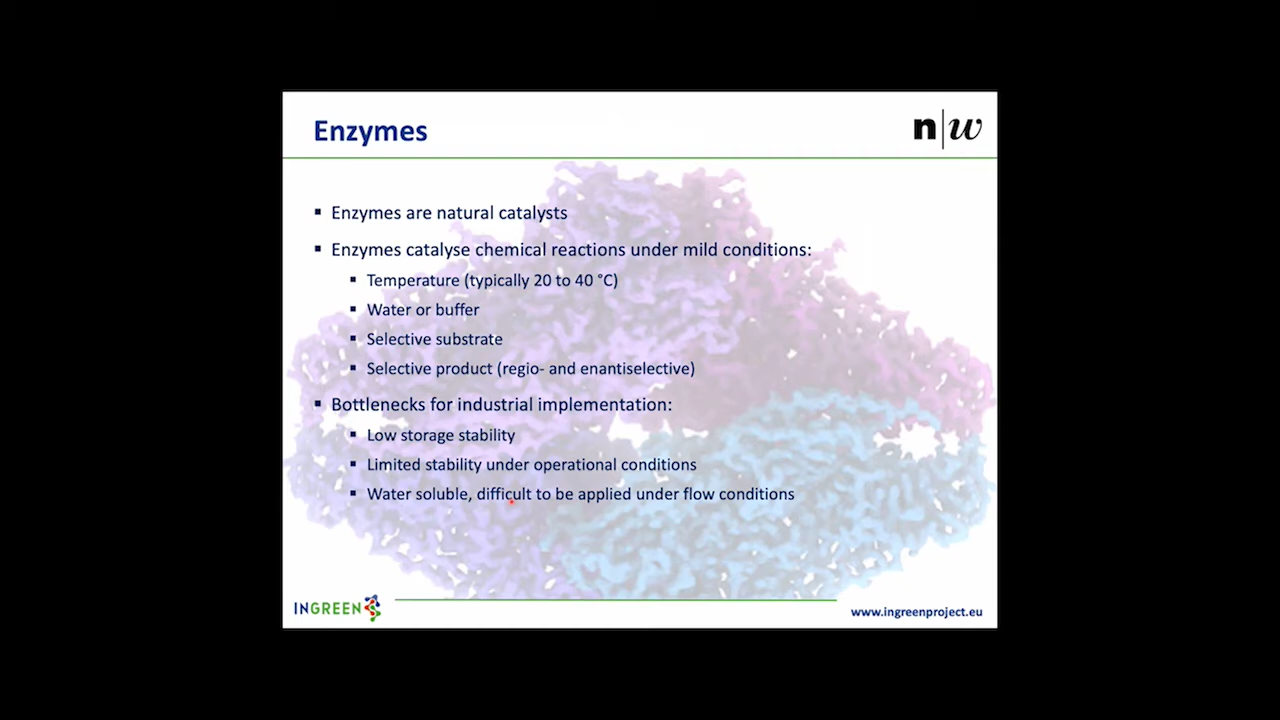 Enzymes
n|w
▪ Enzymes are natural catalysts
▪ Enzymes catalyse chemical reactions under mild conditions:
▪ Temperature (typically 20 to 40 °C)
▪ Water or buffer
▪ Selective substrate
▪ Selective product (regio- and enantiselective)
▪ Bottlenecks for industrial implementation:
▪ Low storage stability
▪ Limited stability under operational conditions
▪ Water soluble, difficult to be applied under flow conditions
INGREEN
www.ingreenproject.eu